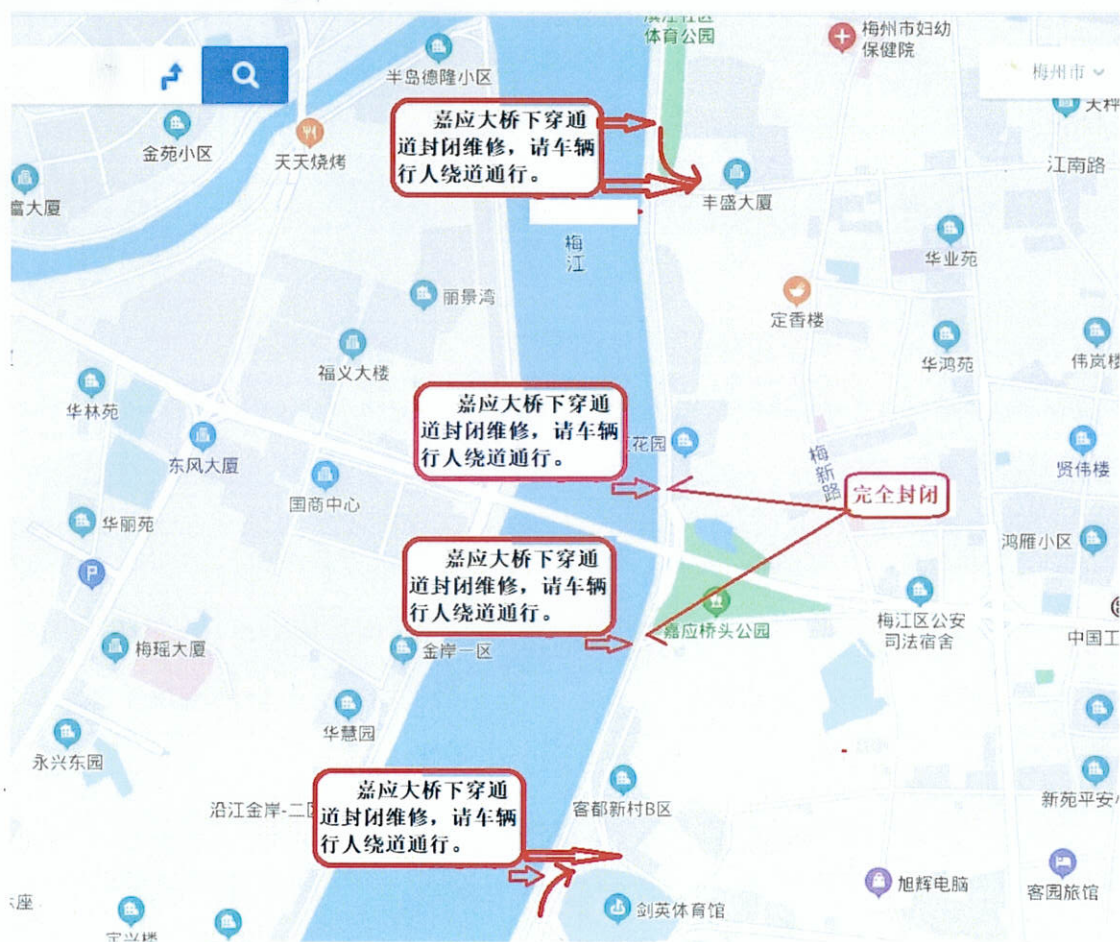 滨江社区
体育公园
梅州市妇幼
保健院
半岛德隆小区
梅州市
天秤
金苑小区
天天烧烤
嘉应大桥下穿通
道封闭维修，请车辆
行人绕道通行。
江南路
富大厦
丰盛大厦
梅
江
华业苑
丽景湾
定香楼
福义大楼
华鸿苑
伟岚楼
华林苑
嘉应大桥下穿通
道封闭维修，请车辆
行人绕道通行。
花园
东风大厦
梅新路
贤伟楼
国商中心
完全封闭
华丽苑
鸿雁小区
P
嘉应大桥下穿通
道封闭维修，请车辆
行人绕道通行。
梅江区公安
司法宿舍
嘉应桥头公园
中国工
梅瑶大厦
金岸一区
华慧园
永兴东园
嘉应大桥下穿通
道封闭维修，请车辆
行人绕道通行。
沿江金岸-二区
客都新村B区
新苑平安
旭辉电脑
客园旅馆
座
剑英体育馆
定兴楼